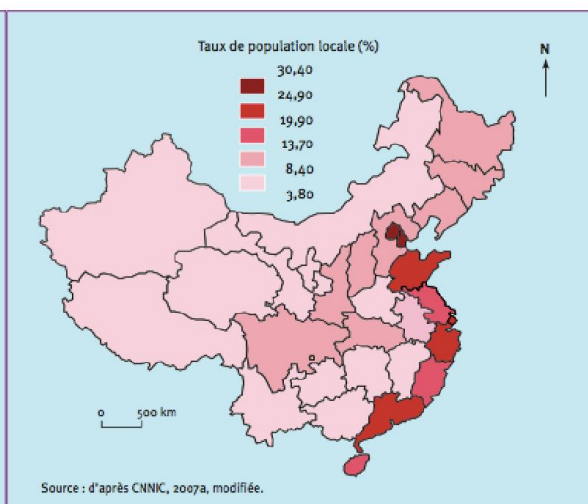 Taux de population locale (%)
30,40
24,90
19,90
13,70
8,40
3,80
N
0 500 km
Source : d'après CNNIC, 2007a, modifiée.